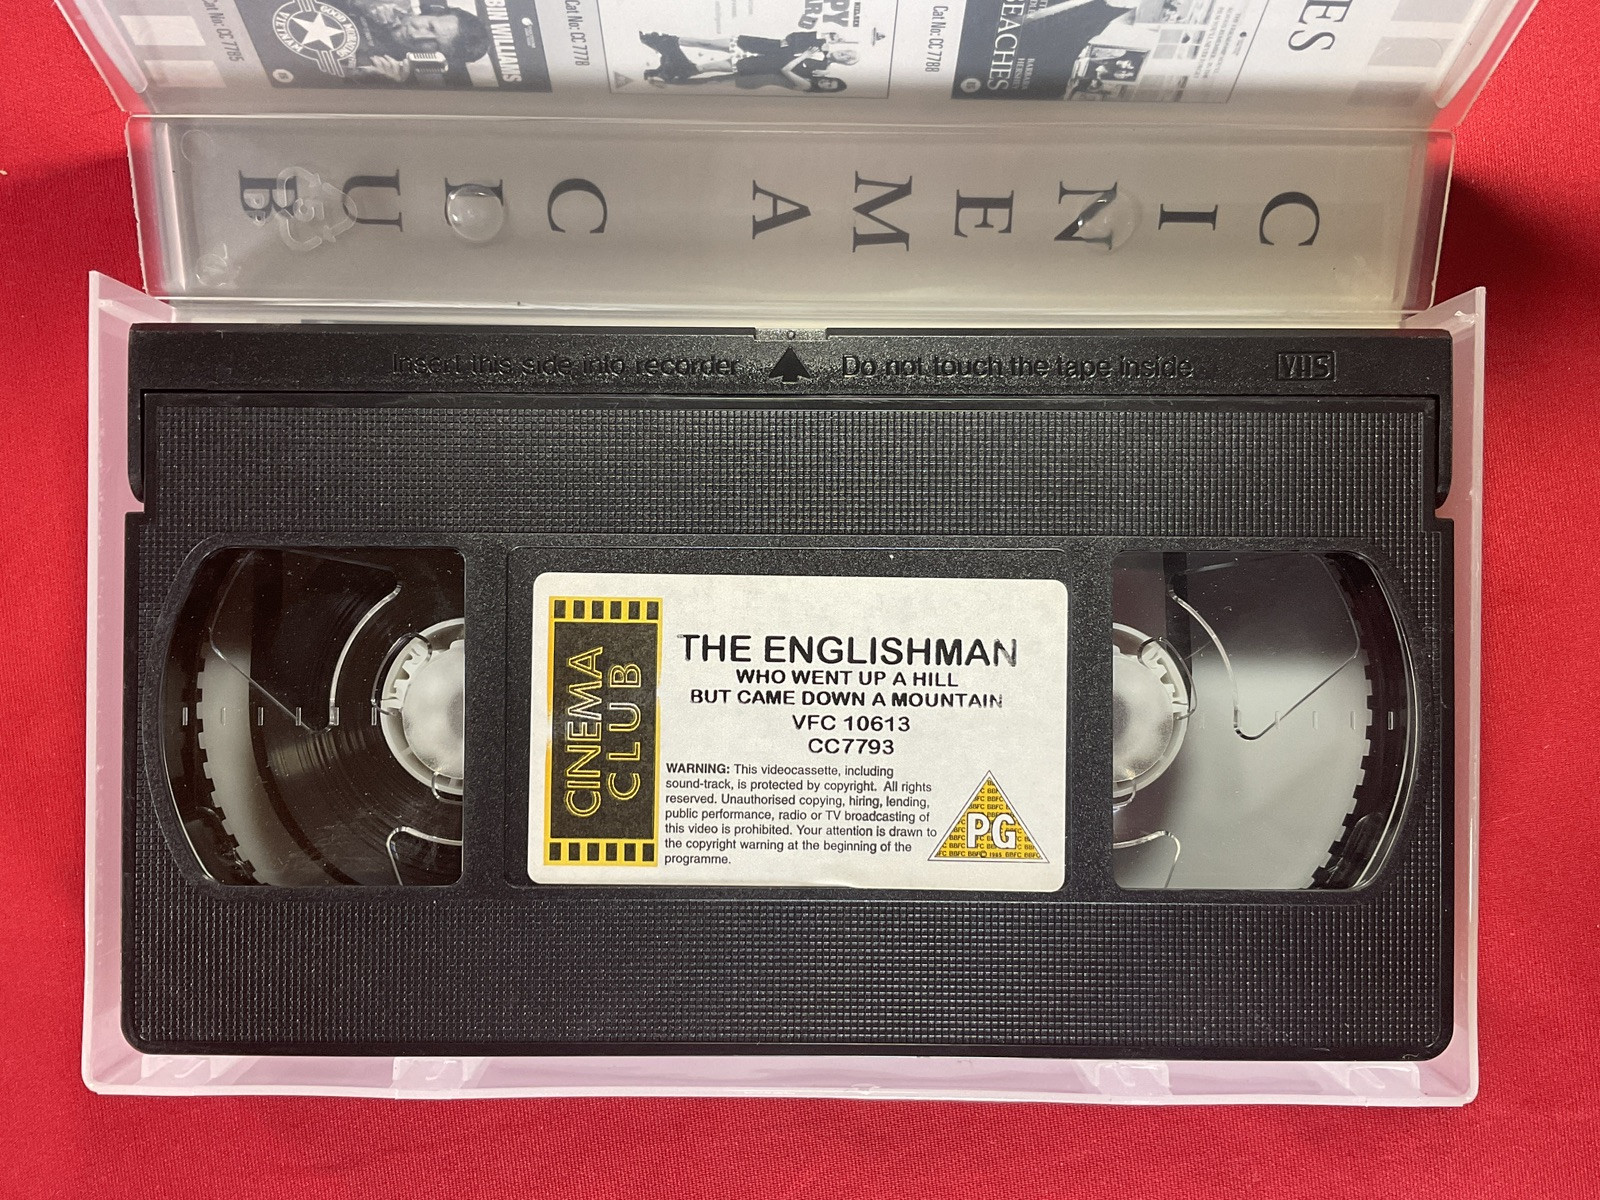 Cat No: CC 7785
VIETNAM
ROBIN WILLIAMS
Cat No: CC 7778
Cat No: CC 7788
BEACHES
BARBARA
HERSHEY
CINEMA CLUB
Insert this side into recorder
Do not touch the tape inside
VHS
CINEMA
CLUB
THE ENGLISHMAN
WHO WENT UP A HILL
BUT CAME DOWN A MOUNTAIN
VFC 10613
CC7793
WARNING: This videocassette, including
sound-track, is protected by copyright. All rights
reserved. Unauthorised copying, hiring, lending,
public performance, radio or TV broadcasting of
this video is prohibited. Your attention is drawn to
the copyright warning at the beginning of the
programme.
PG